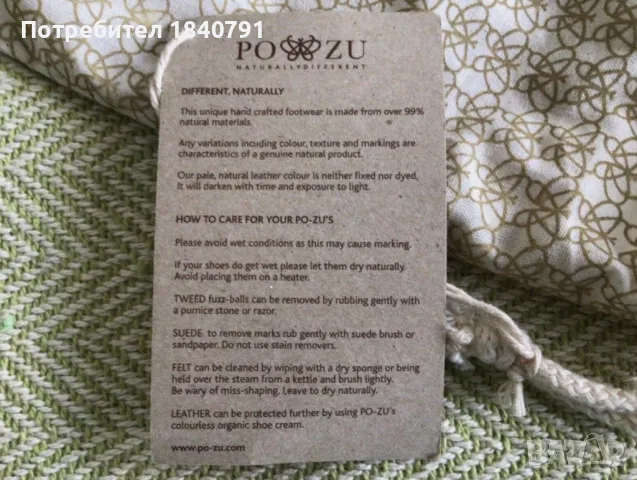 Потребител 1840791
PO ZU
NATURALLYDIFFERENT
DIFFERENT, NATURALLY
This unique hand crafted footwear is made from over 99%
natural materials.
Any variations incuding colour, texture and markings are
characteristics of a genuine natural product.
Our pale, natural leather colour is neither fixed nor dyed,
It will darken with time and exposure to light.
HOW TO CARE FOR YOUR PO-ZU'S
Please avoid wet conditions as this may cause marking.
If your shoes do get wet please let them dry naturally.
Avoid placing them on a heater.
TWEED fuzz-balls can be removed by rubbing gently with
a pumice stone or razor.
SUEDE to remove marks rub gently with suede brush or
sandpaper. Do not use stain removers.
FELT can be cleaned by wiping with a dry sponge or being
held over the steam from a kettle and brush lightly.
Be wary of miss-shaping. Leave to dry naturally.
LEATHER can be protected further by using PO-ZU's
colourless organic shoe cream.
www.po-zu.com